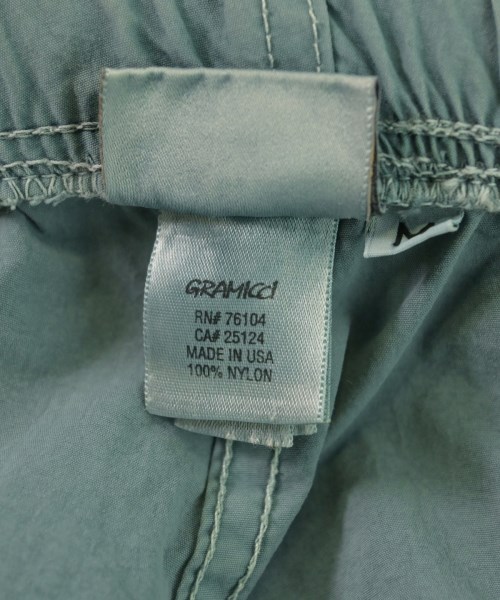 GRAMICCI
RN# 76104
CA# 25124
MADE IN USA
100% NYLON